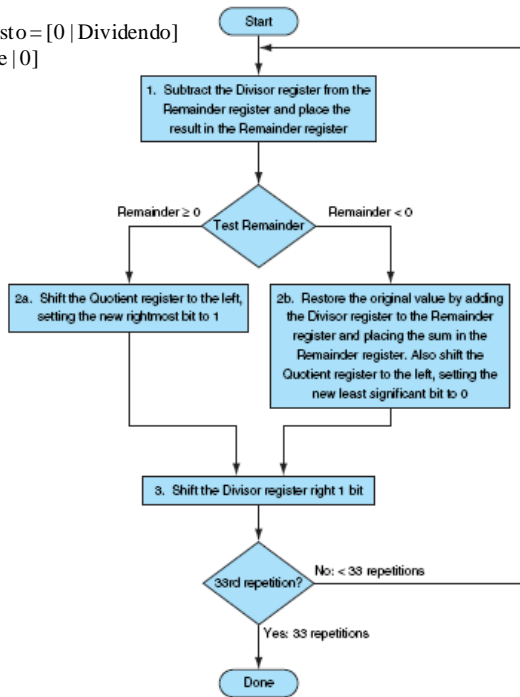 Start
sto = [0 | Dividendo]
e | 0]
1. Subtract the Divisor register from the
Remainder register and place the
result in the Remainder register
Remainder ≥ 0
Remainder < 0
Test Remainder
2a. Shift the Quotient register to the left,
setting the new rightmost bit to 1
2b. Restore the original value by adding
the Divisor register to the Remainder
register and placing the sum in the
Remainder register. Also shift the
Quotient register to the left, setting the
new least significant bit to 0
3. Shift the Divisor register right 1 bit
33rd repetition?
No: < 33 repetitions
Yes: 33 repetitions
Done